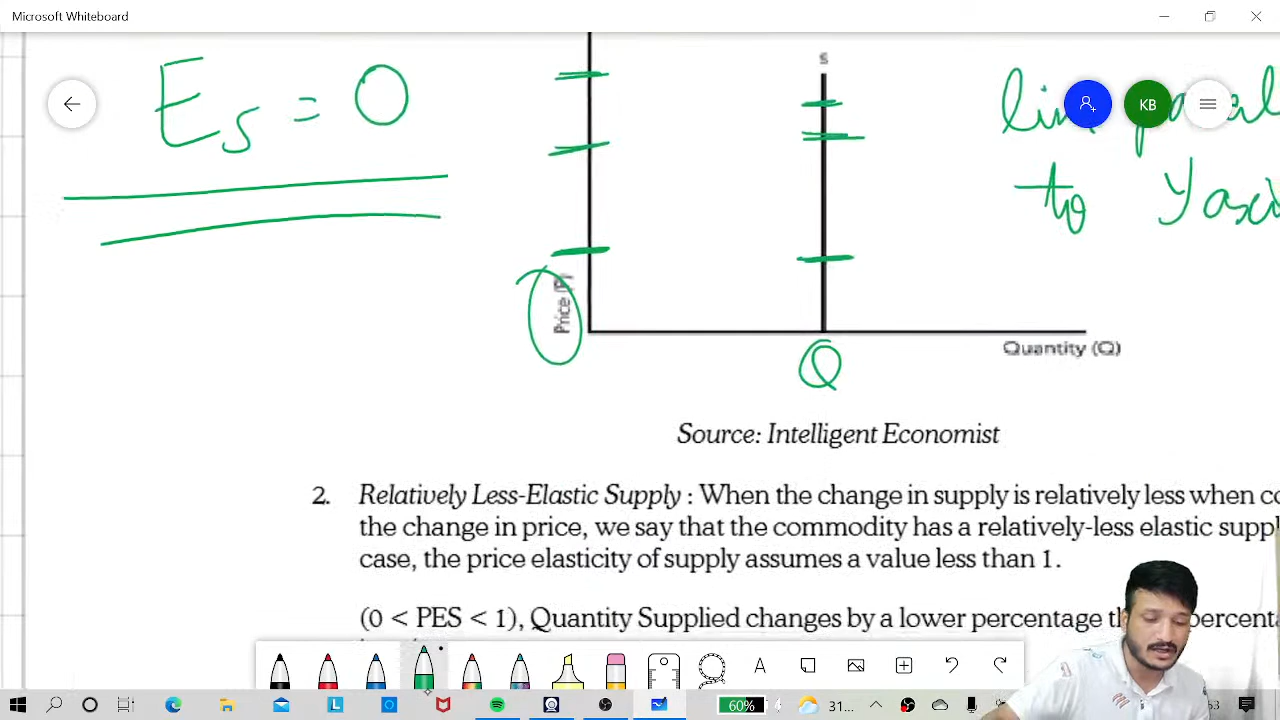 Microsoft Whiteboard
E s = 0
s
to Y axis
KB
Price (P)
Q
Quantity (Q)
Source: Intelligent Economist
2. Relatively Less-Elastic Supply : When the change in supply is relatively less when co
the change in price, we say that the commodity has a relatively-less elastic suppl
case, the price elasticity of supply assumes a value less than 1.
(0 < PES < 1), Quantity Supplied changes by a lower percentage th percenta
A
60%
31...